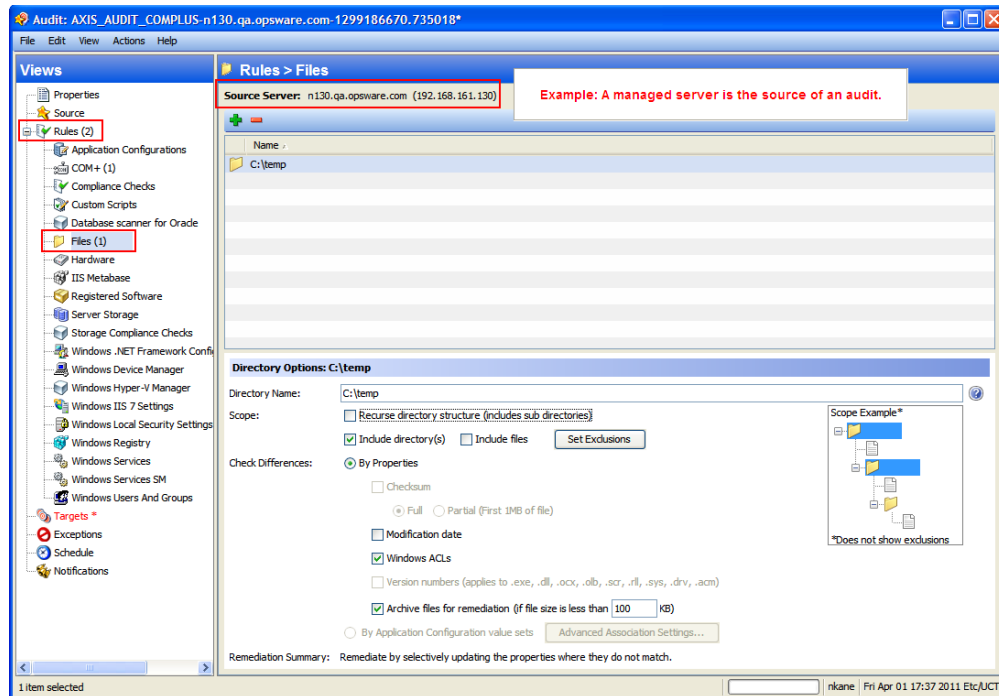 Audit: AXIS_AUDIT_COMPLUS-n130.qa.opsware.com-1299186670.735018*
File Edit View Actions Help
Views
Properties
Source
Rules (2)
Application Configurations
COM+ (1)
Compliance Checks
Custom Scripts
Database scanner for Oracle
Files (1)
Hardware
IIS Metabase
Registered Software
Server Storage
Storage Compliance Checks
Windows .NET Framework Confi
Windows Device Manager
Windows Hyper-V Manager
Windows IIS 7 Settings
Windows Local Security Settings
Windows Registry
Windows Services
Windows Services SM
Windows Users And Groups
Targets *
Exceptions
Schedule
Notifications
Rules > Files
Source Server: n130.qa.opsware.com (192.168.161.130)
Example: A managed server is the source of an audit.
Name
C:\temp
Directory Options: C:\temp
Directory Name: C:\temp
Scope: Recurse directory structure (includes sub directories)
Include directory(s) Include files Set Exclusions
Check Differences: By Properties
Checksum
Full Partial (First 1MB of file)
Modification date
Windows ACLs
Version numbers (applies to .exe, .dll, .ocx, .olb, .scr, .rll, .sys, .drv, .acm)
Archive files for remediation (if file size is less than 100 KB)
By Application Configuration value sets Advanced Association Settings...
Remediation Summary: Remediate by selectively updating the properties where they do not match.
Scope Example*
*Does not show exclusions
1 item selected
nkane Fri Apr 01 17:37 2011 Etc/UCT